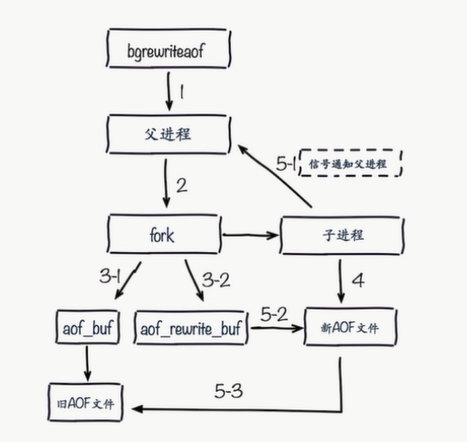 bgrewriteaof
1
父进程
5-1
信号通知父进程
2
fork
子进程
3-1
3-2
4
aof_buf
aof_rewrite_buf
5-2
新AOF文件
旧AOF文件
5-3